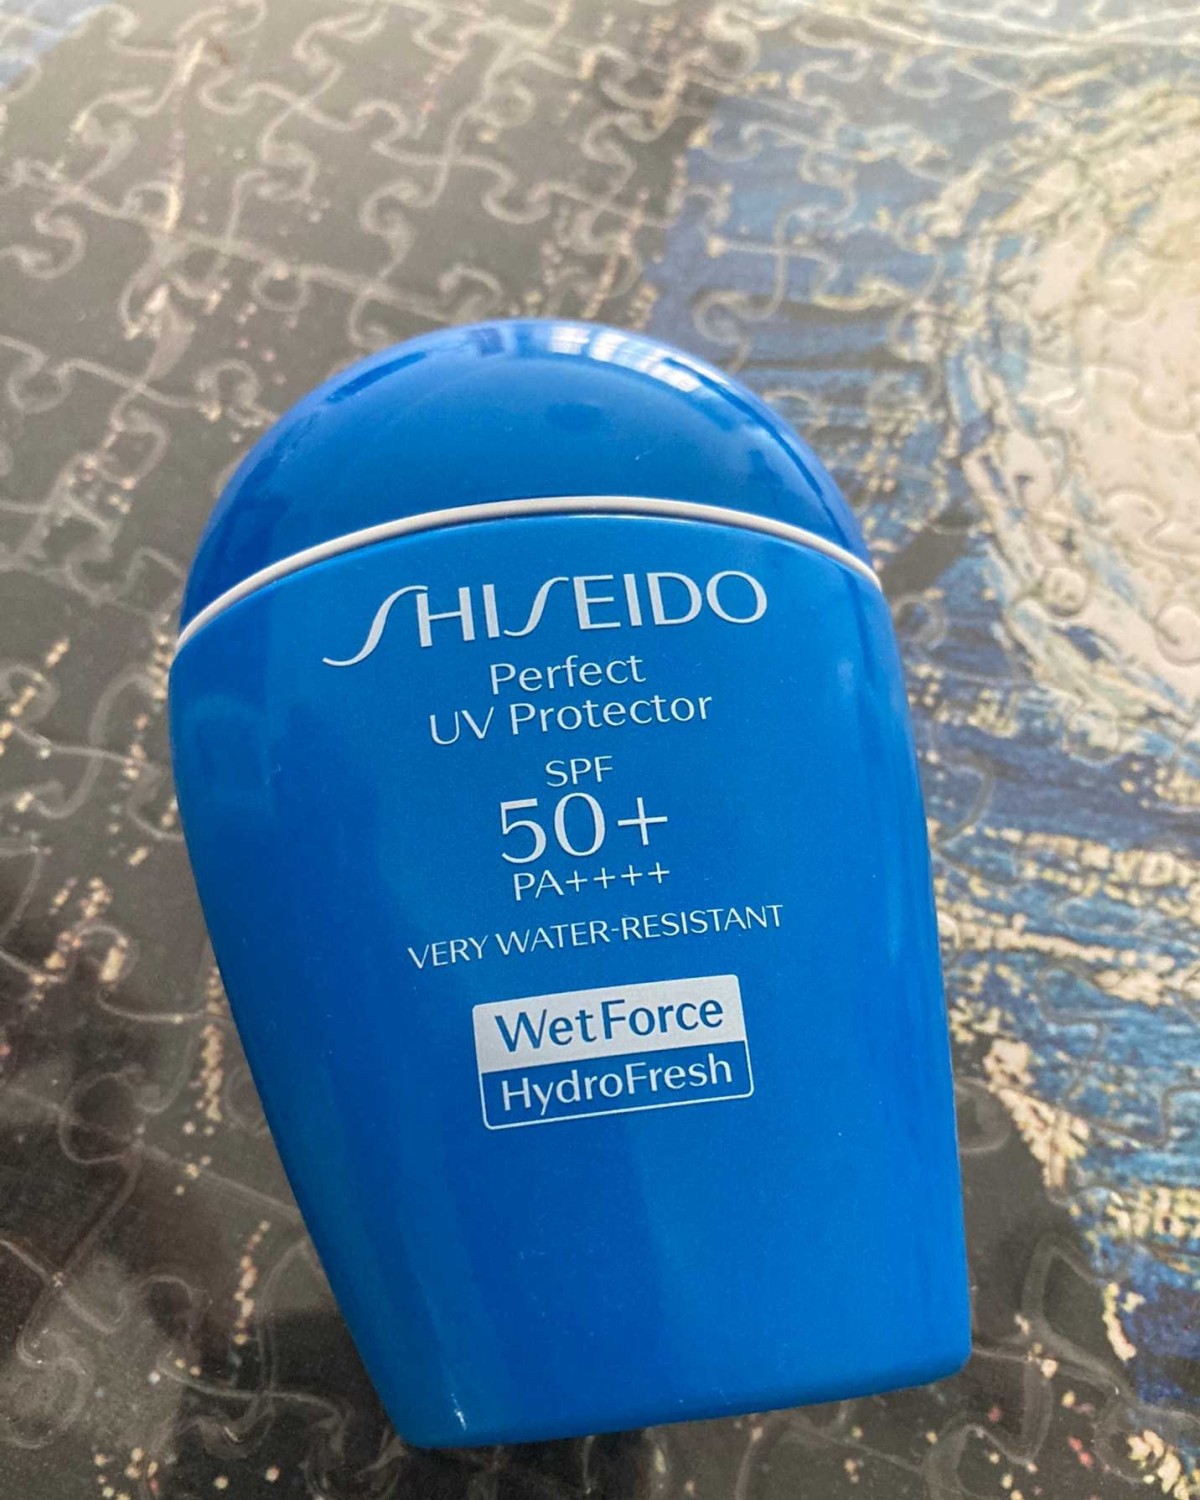 SHISEIDO
Perfect
UV Protector
SPF
50+
PA++++
VERY WATER-RESISTANT
WetForce
HydroFresh